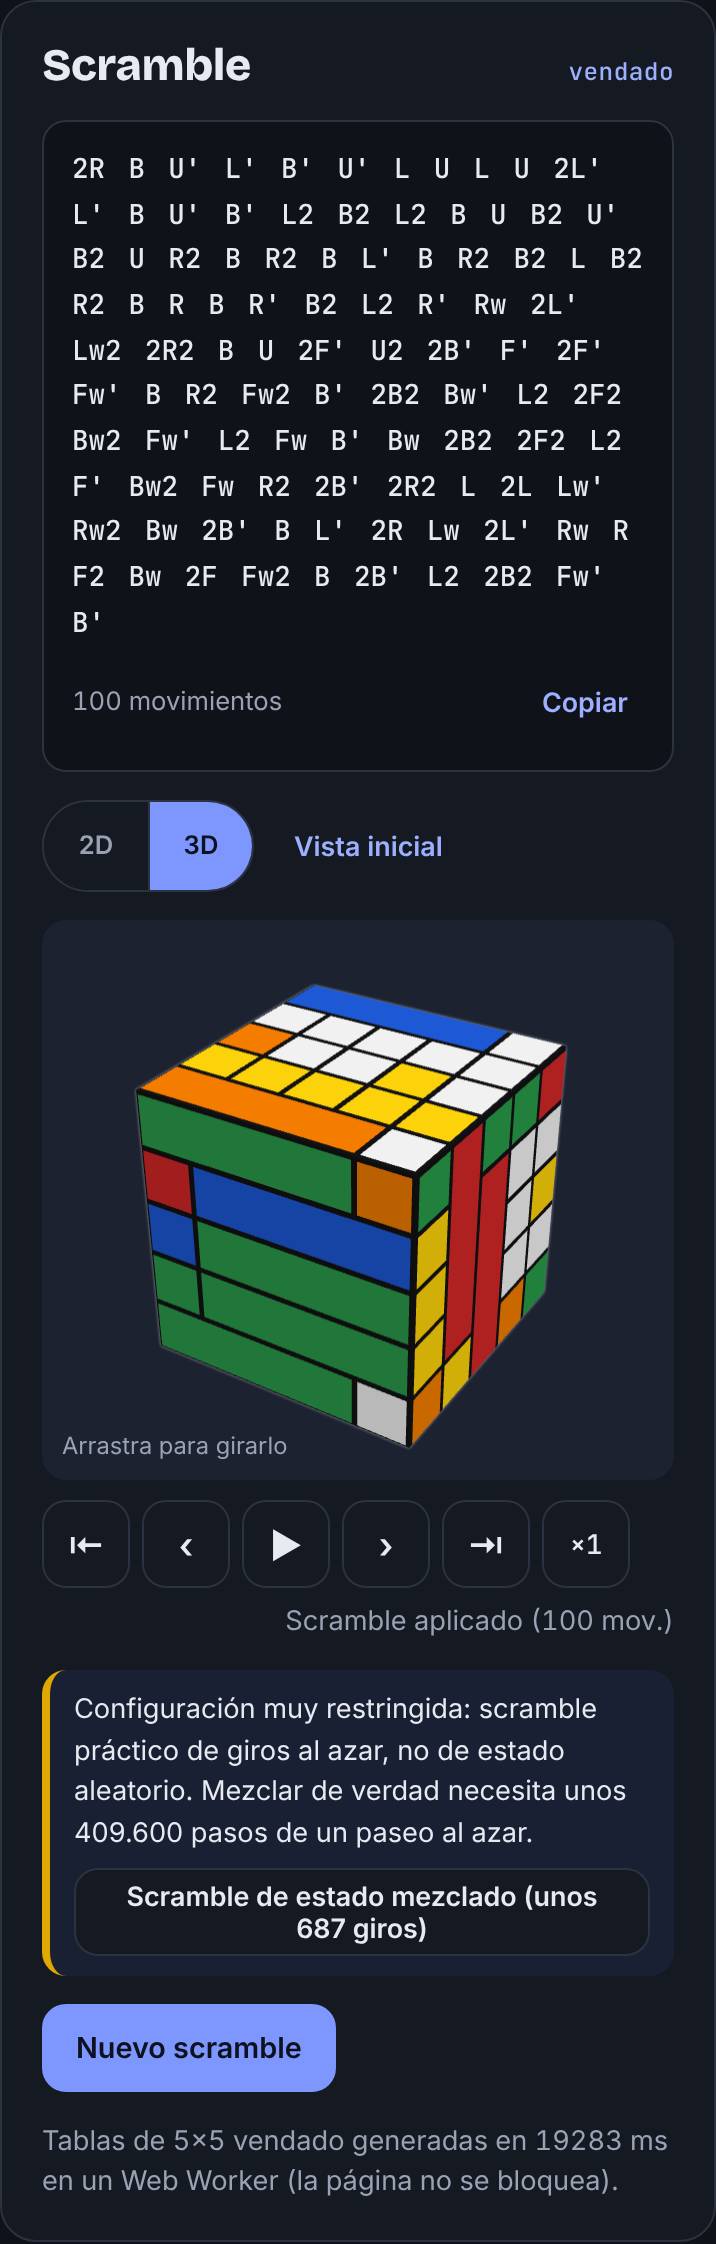 Scramble
vendado
2R B U' L' B' U' L U L U 2L'
L' B U' B' L2 B2 L2 B U B2 U'
B2 U R2 B R2 B L' B R2 B2 L B2
R2 B R B R' B2 L2 R' Rw 2L'
Lw2 2R2 B U 2F' U2 2B' F' 2F'
Fw' B R2 Fw2 B' 2B2 Bw' L2 2F2
Bw2 Fw' L2 Fw B' Bw 2B2 2F2 L2
F' Bw2 Fw R2 2B' 2R2 L 2L Lw'
Rw2 Bw 2B' B L' 2R Lw 2L' Rw R
F2 Bw 2F Fw2 B 2B' L2 2B2 Fw'
B'
100 movimientos
Copiar
2D
3D
Vista inicial
Arrastra para girarlo
×1
Scramble aplicado (100 mov.)
Configuración muy restringida: scramble
práctico de giros al azar, no de estado
aleatorio. Mezclar de verdad necesita unos
409.600 pasos de un paseo al azar.
Scramble de estado mezclado (unos
687 giros)
Nuevo scramble
Tablas de 5×5 vendado generadas en 19283 ms
en un Web Worker (la página no se bloquea).